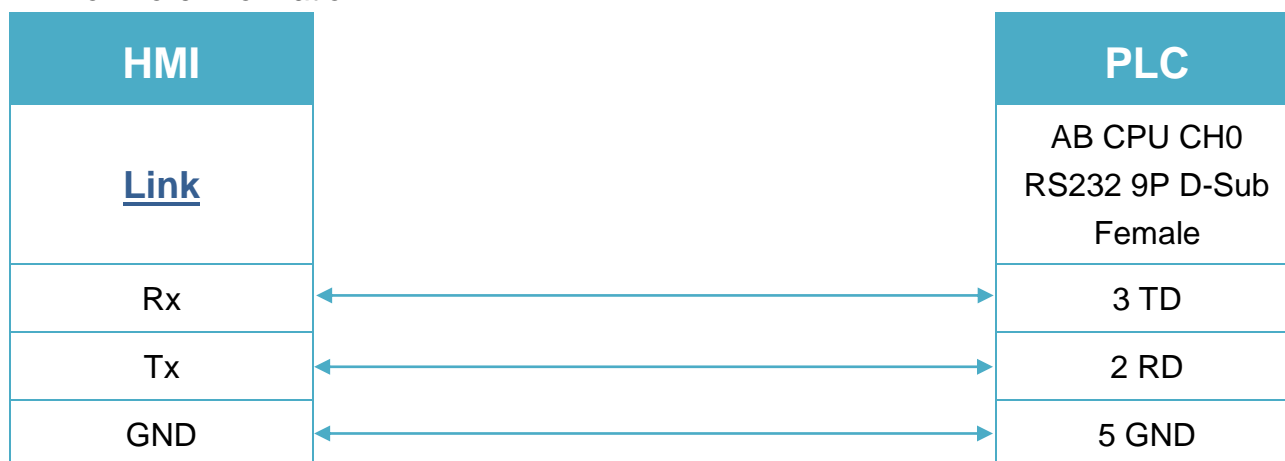 HMI
PLC
Link
AB CPU CH0
RS232 9P D-Sub
Female
Rx
3 TD
Tx
2 RD
GND
5 GND